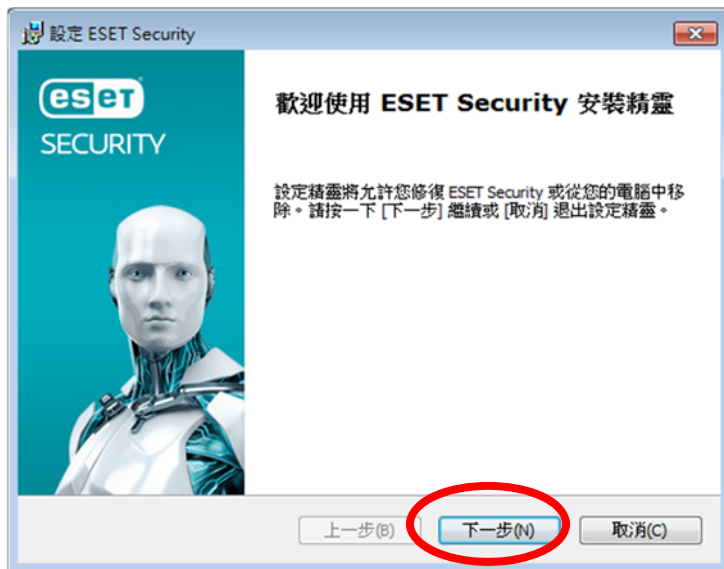 設定 ESET Security
eseT
SECURITY
歡迎使用 ESET Security 安裝精靈
設定精靈將允許您修復 ESET Security 或從您的電腦中移
除。請按一下 [下一步] 繼續或 [取消] 退出設定精靈。
上一步(B)
下一步(N)
取消(C)